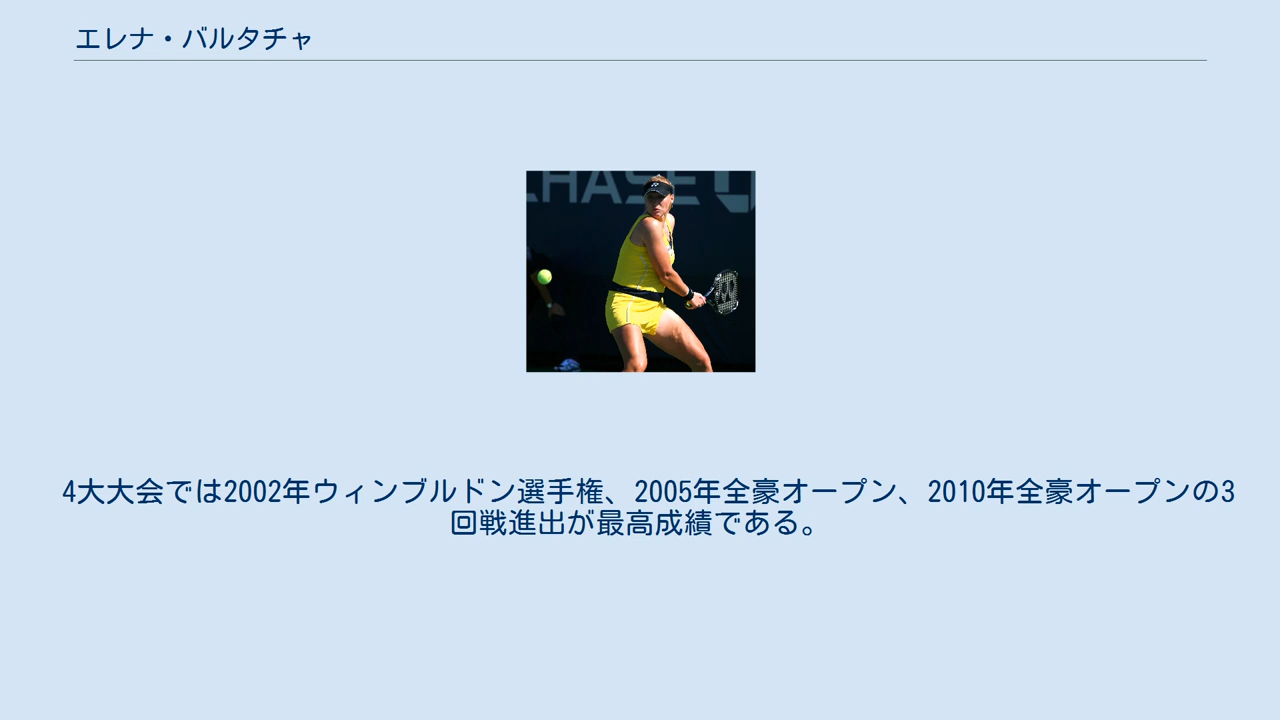 エレナ・バルタチャ
CHASE
4大大会では2002年ウィンブルドン選手権、2005年全豪オープン、2010年全豪オープンの3
回戦進出が最高成績である。